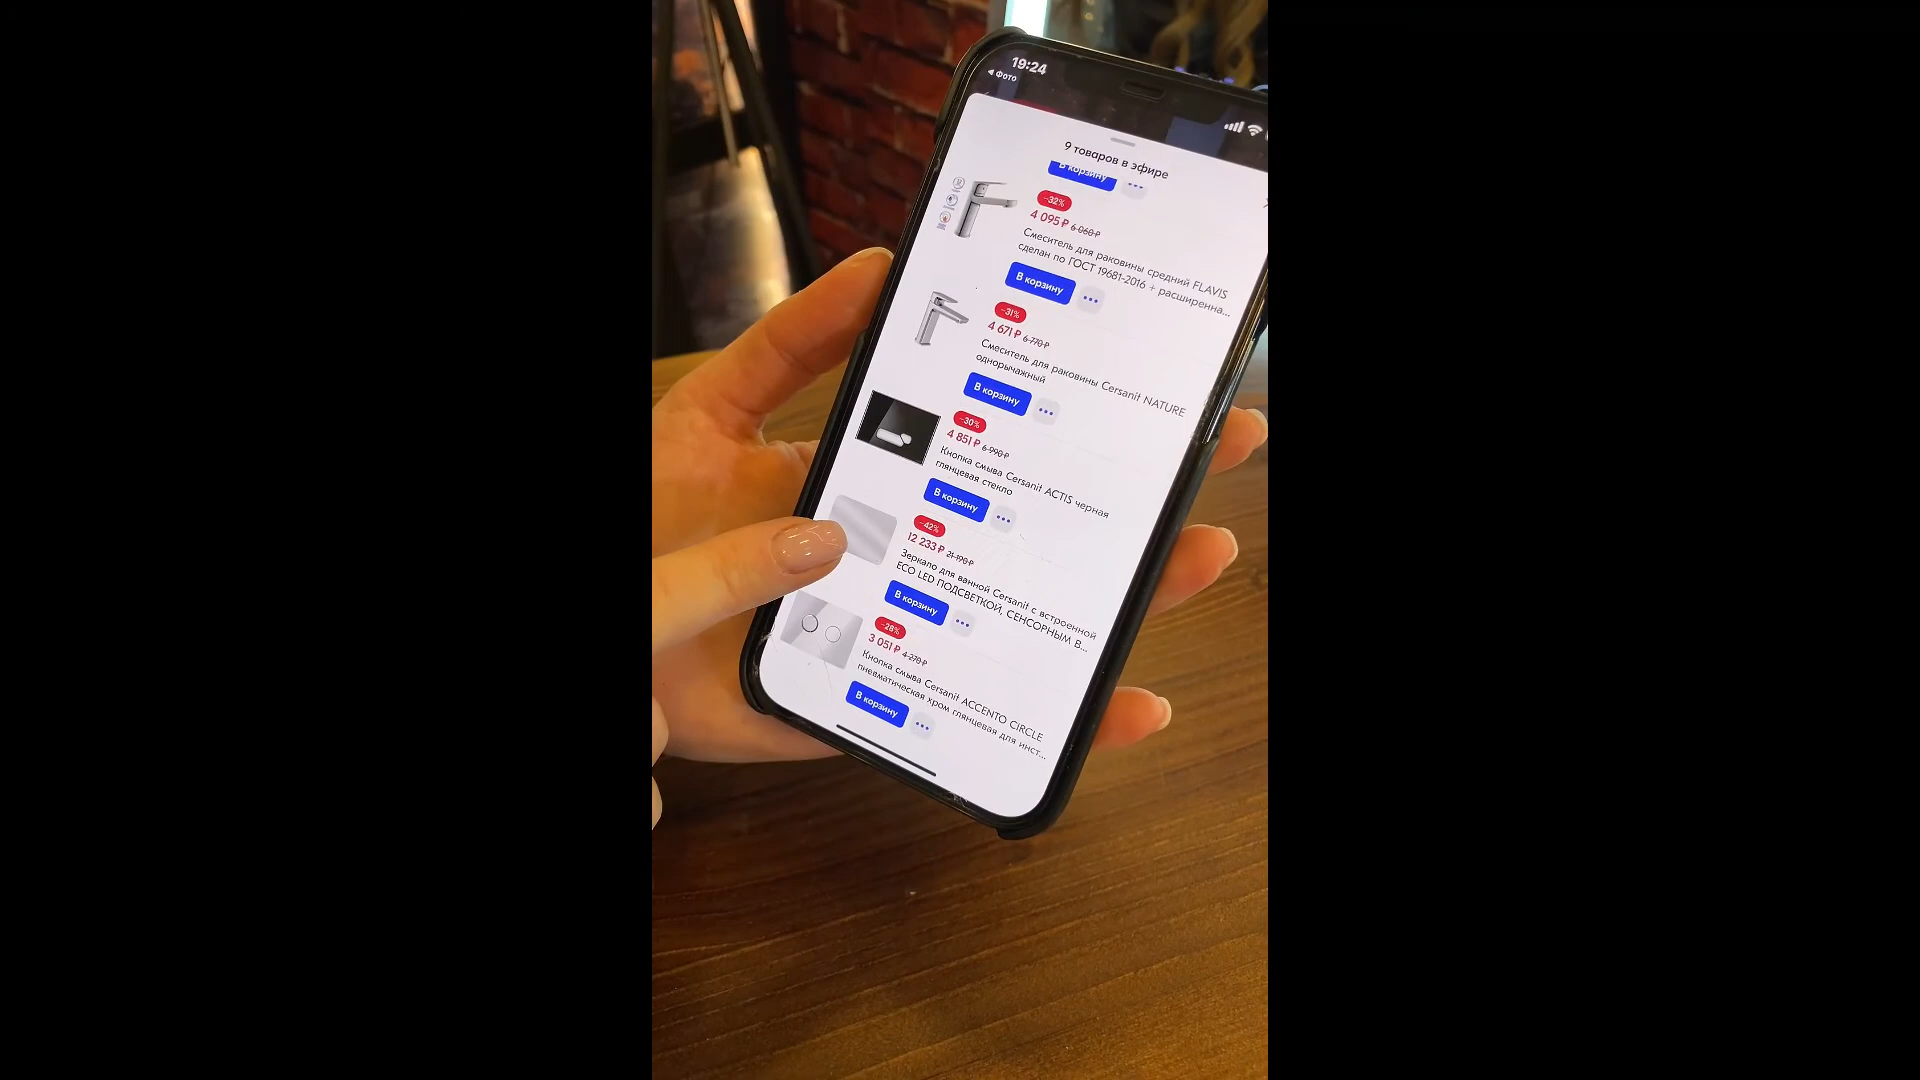 19:24
◀ Фото
9 товаров в эфире
В корзину
-32%
4 095 ₽ 6 060 ₽
Смеситель для раковины средний FLAVIS
сделан по ГОСТ 19681-2016 + расширенна...
В корзину
-31%
4 671 ₽ 6 770 ₽
Смеситель для раковины Cersanit NATURE
однорычажный
В корзину
-30%
4 851 ₽ 6 990 ₽
Кнопка смыва Cersanit ACTIS черная
глянцевая стекло
В корзину
-42%
12 233 ₽ 21 190 ₽
Зеркало для ванной Cersanit с встроенной
ECO LED ПОДСВЕТКОЙ, СЕНСОРНЫМ В...
В корзину
-28%
3 051 ₽ 4 270 ₽
Кнопка смыва Cersanit ACCENTO CIRCLE
пневматическая хром глянцевая для инст...
В корзину